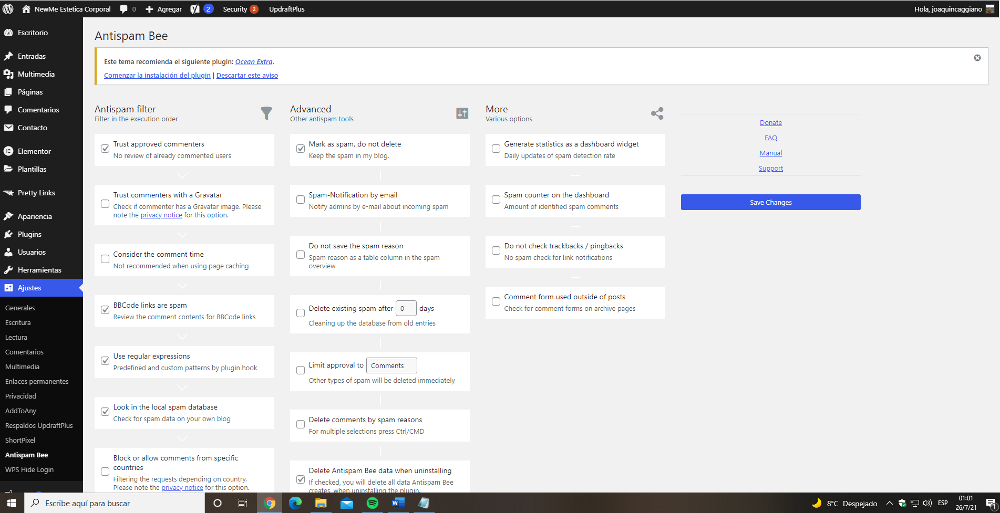 NewMe Estetica Corporal
0
Agregar
2
Security 2
UpdraftPlus
Hola, joaquincaggiano
Escritorio
Entradas
Multimedia
Páginas
Comentarios
Contacto
Elementor
Plantillas
Pretty Links
Apariencia
Plugins
Usuarios
Herramientas
Ajustes
Generales
Escritura
Lectura
Comentarios
Multimedia
Enlaces permanentes
Privacidad
AddToAny
Respaldos UpdraftPlus
ShortPixel
Antispam Bee
WPS Hide Login
Antispam Bee
Este tema recomienda el siguiente plugin: Ocean Extra.
Comenzar la instalación del plugin | Descartar este aviso
Antispam filter
Filter in the execution order
Trust approved commenters
No review of already commented users
Trust commenters with a Gravatar
Check if commenter has a Gravatar image. Please
note the privacy notice for this option.
Consider the comment time
Not recommended when using page caching
BBCode links are spam
Review the comment contents for BBCode links
Use regular expressions
Predefined and custom patterns by plugin hook
Look in the local spam database
Check for spam data on your own blog
Block or allow comments from specific
countries
Filtering the requests depending on country.
Please note the privacy notice for this option.
Advanced
Other antispam tools
Mark as spam, do not delete
Keep the spam in my blog.
Spam-Notification by email
Notify admins by e-mail about incoming spam
Do not save the spam reason
Spam reason as a table column in the spam
overview
Delete existing spam after 0 days
Cleaning up the database from old entries
Limit approval to Comments
Other types of spam will be deleted immediately
Delete comments by spam reasons
For multiple selections press Ctrl/CMD
Delete Antispam Bee data when uninstalling
If checked, you will delete all data Antispam Bee
creates, when uninstalling the plugin.
More
Various options
Generate statistics as a dashboard widget
Daily updates of spam detection rate
Spam counter on the dashboard
Amount of identified spam comments
Do not check trackbacks / pingbacks
No spam check for link notifications
Comment form used outside of posts
Check for comment forms on archive pages
Donate
FAQ
Manual
Support
Save Changes
Escribe aquí para buscar
8°C Despejado
ESP
01:01
26/7/21
1